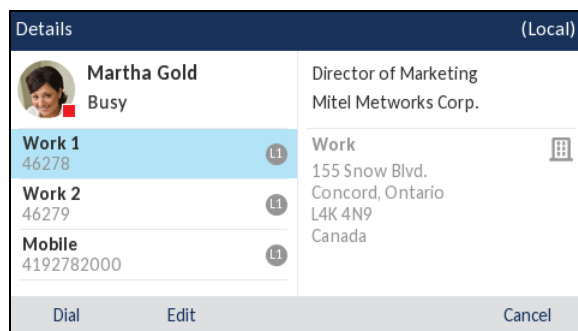 Details (Local)
Martha Gold
Busy
Director of Marketing
Mitel Metworks Corp.
Work 1
46278 L1
Work 2
46279 L1
Mobile
4192782000 L1
Work
155 Snow Blvd.
Concord, Ontario
L4K 4N9
Canada
Dial Edit Cancel